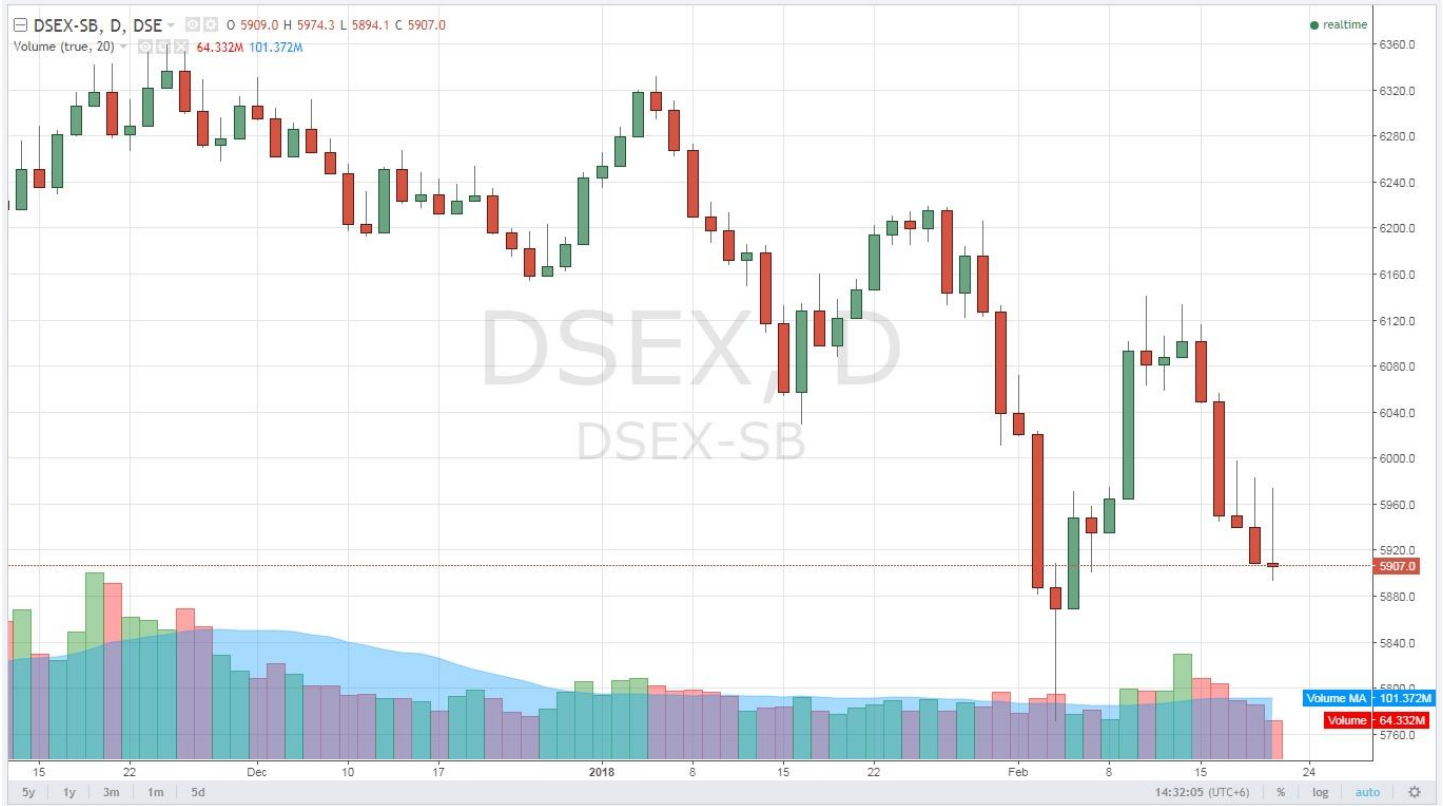 DSEX-SB, D, DSE O 5909.0 H 5974.3 L 5894.1 C 5907.0
realtime
Volume (true, 20) 64.332M 101.372M
6360.0
6320.0
6280.0
6240.0
6200.0
6160.0
6120.0
6080.0
6040.0
6000.0
5960.0
5920.0
5907.0
5880.0
5840.0
5800.0
Volume MA 101.372M
Volume 64.332M
5760.0
DSEX, D
DSEX-SB
15 22 Dec 10 17 2018 8 15 22 Feb 8 15 24
5y 1y 3m 1m 5d 14:32:05 (UTC+6) % log auto